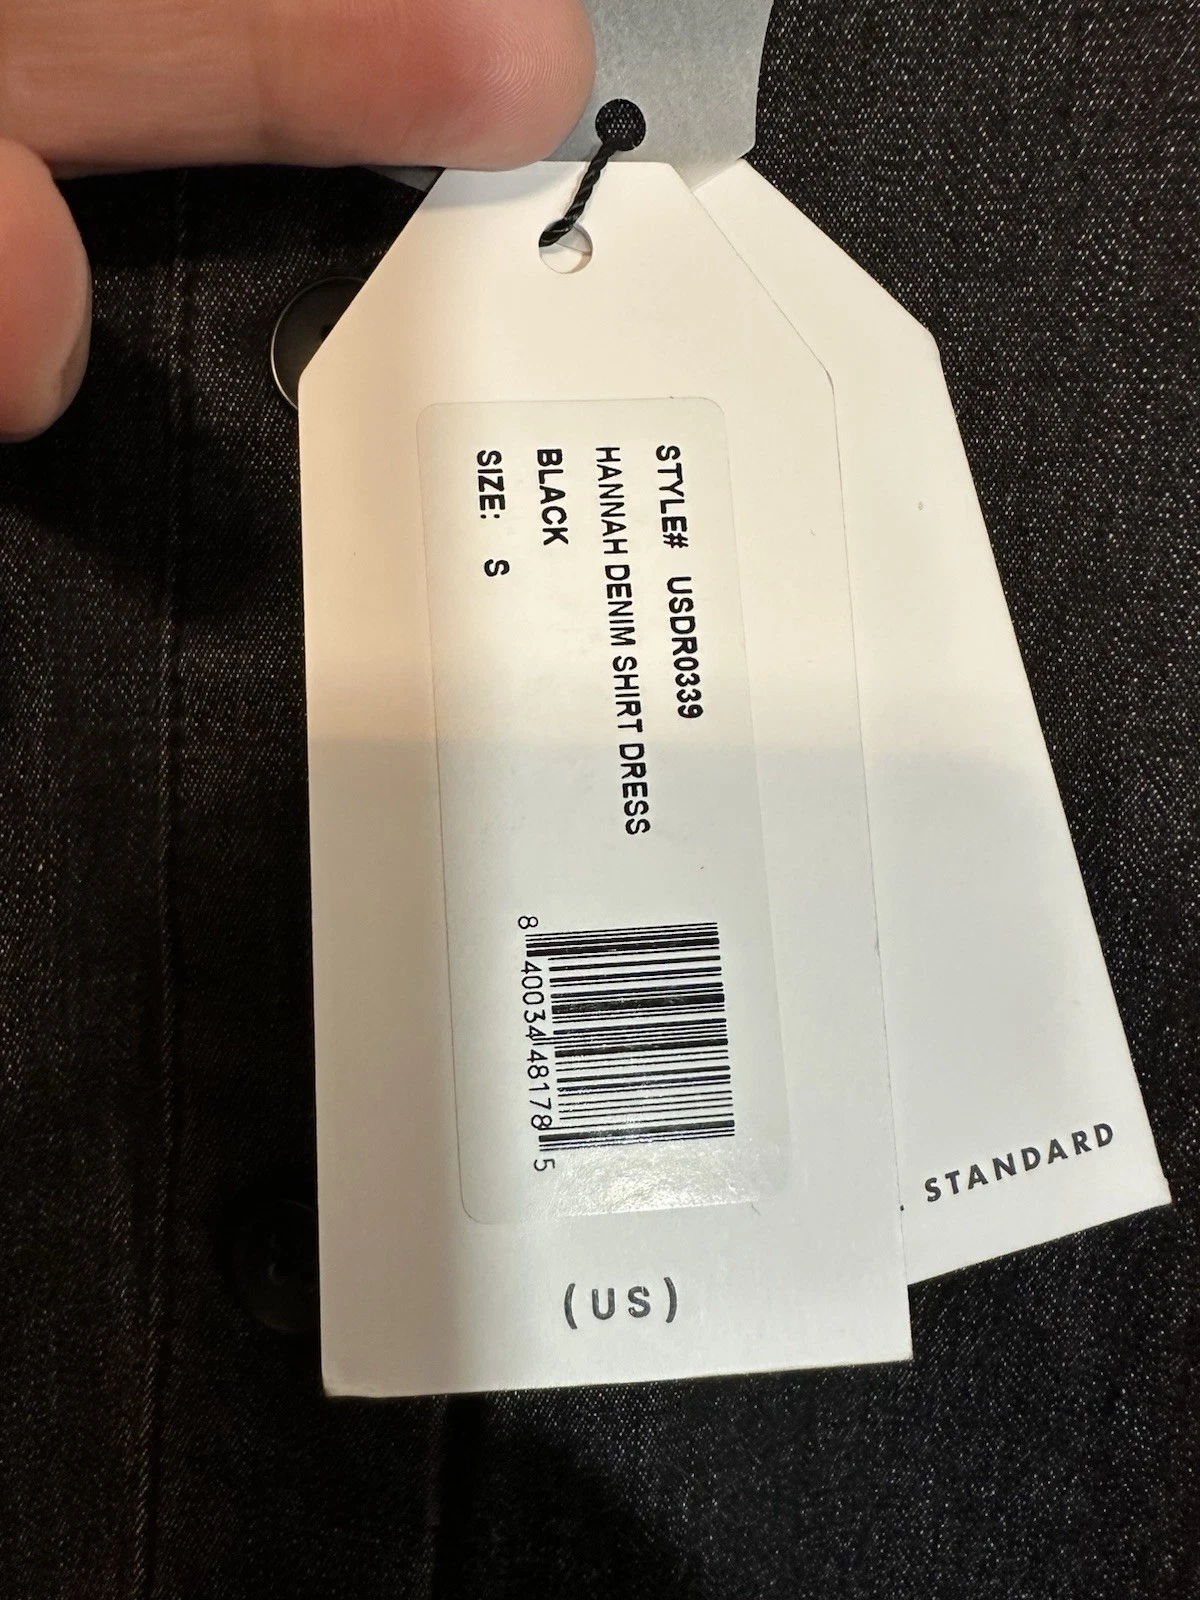 STYLE# USDR0339
HANNAH DENIM SHIRT DRESS
BLACK
SIZE: S
8 40034 48178 5
(US)
. STANDARD